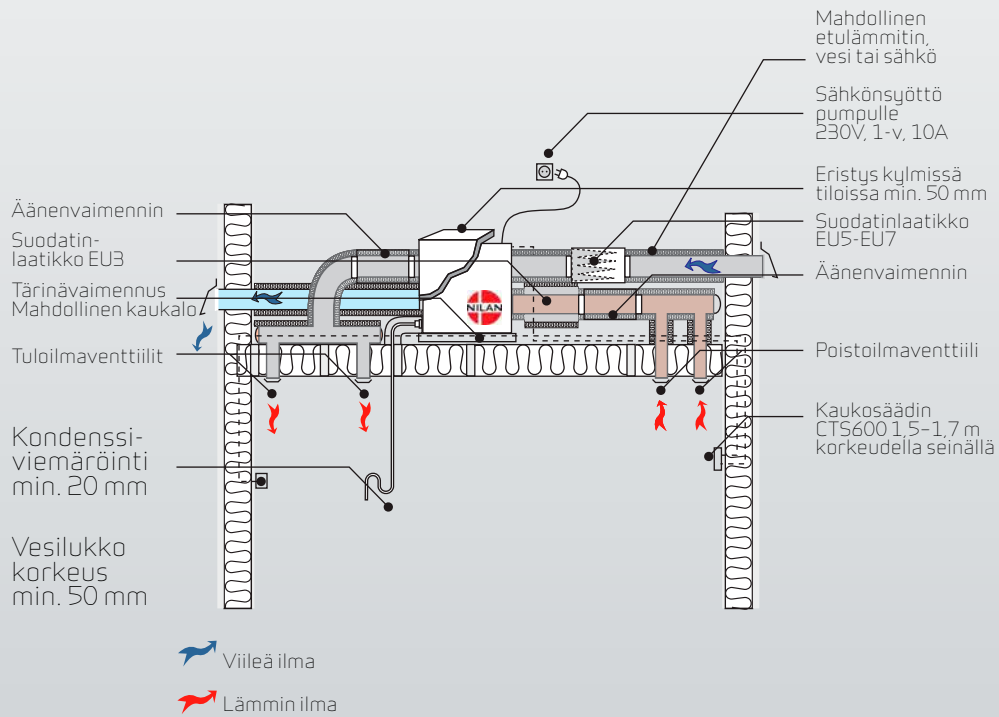 Mahdollinen
etulämmitin,
vesi tai sähkö
Sähkönsyöttö
pumpulle
230V, 1-v, 10A
Eristys kylmissä
tiloissa min. 50 mm
Suodatinlaatikko
EU5-EU7
Äänenvaimennin
Poistoilmaventtiili
Kaukosäädin
CTS600 1,5-1,7 m
korkeudella seinällä
Äänenvaimennin
Suodatin-
laatikko EU3
Tärinävaimennus
Mahdollinen kaukalo
Tuloilmaventtiilit
Kondenssi-
viemäröinti
min. 20 mm
Vesilukko
korkeus
min. 50 mm
NILAN
Viileä ilma
Lämmin ilma